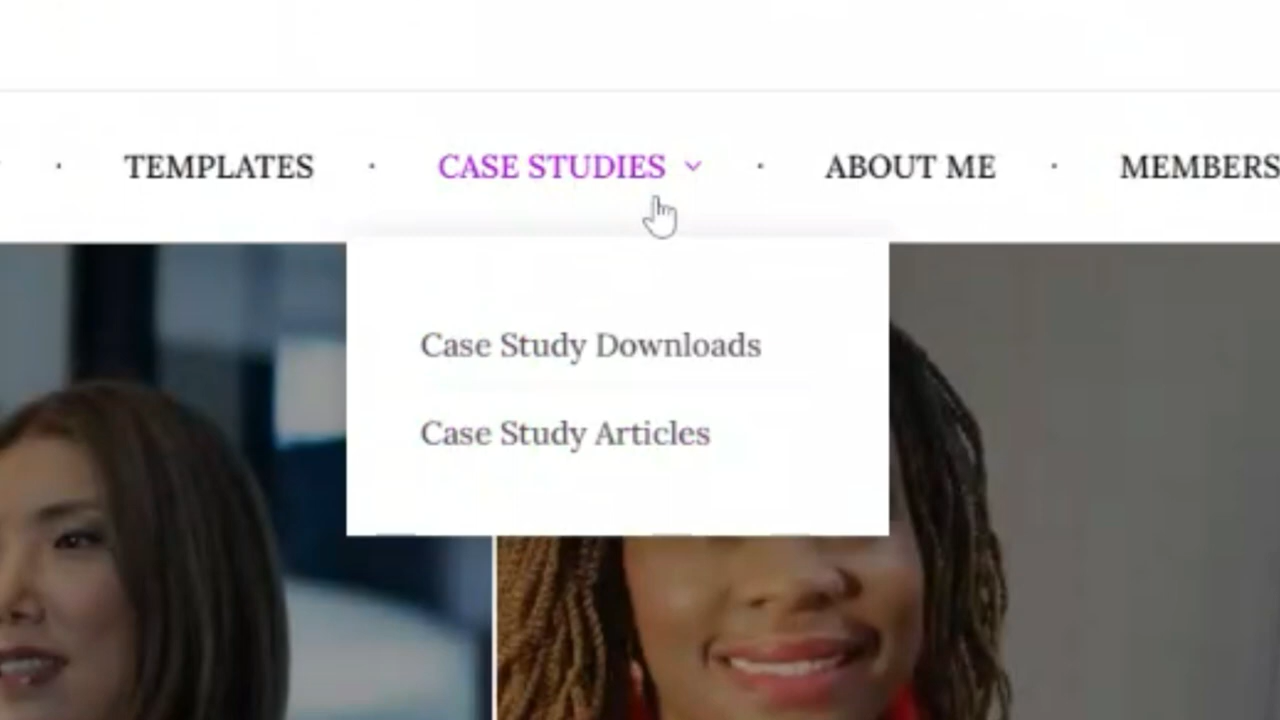 · TEMPLATES · CASE STUDIES · ABOUT ME · MEMBERS
Case Study Downloads
Case Study Articles